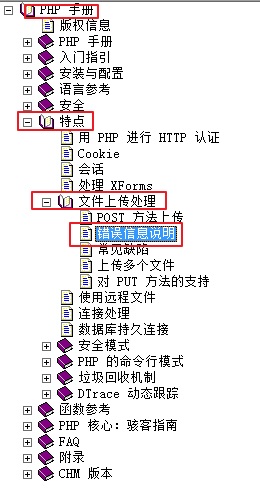 PHP 手册
版权信息
PHP 手册
入门指引
安装与配置
语言参考
安全
特点
用 PHP 进行 HTTP 认证
Cookie
会话
处理 XForms
文件上传处理
POST 方法上传
错误信息说明
常见缺陷
上传多个文件
对 PUT 方法的支持
使用远程文件
连接处理
数据库持久连接
安全模式
PHP 的命令行模式
垃圾回收机制
DTrace 动态跟踪
函数参考
PHP 核心：骇客指南
FAQ
附录
CHM 版本